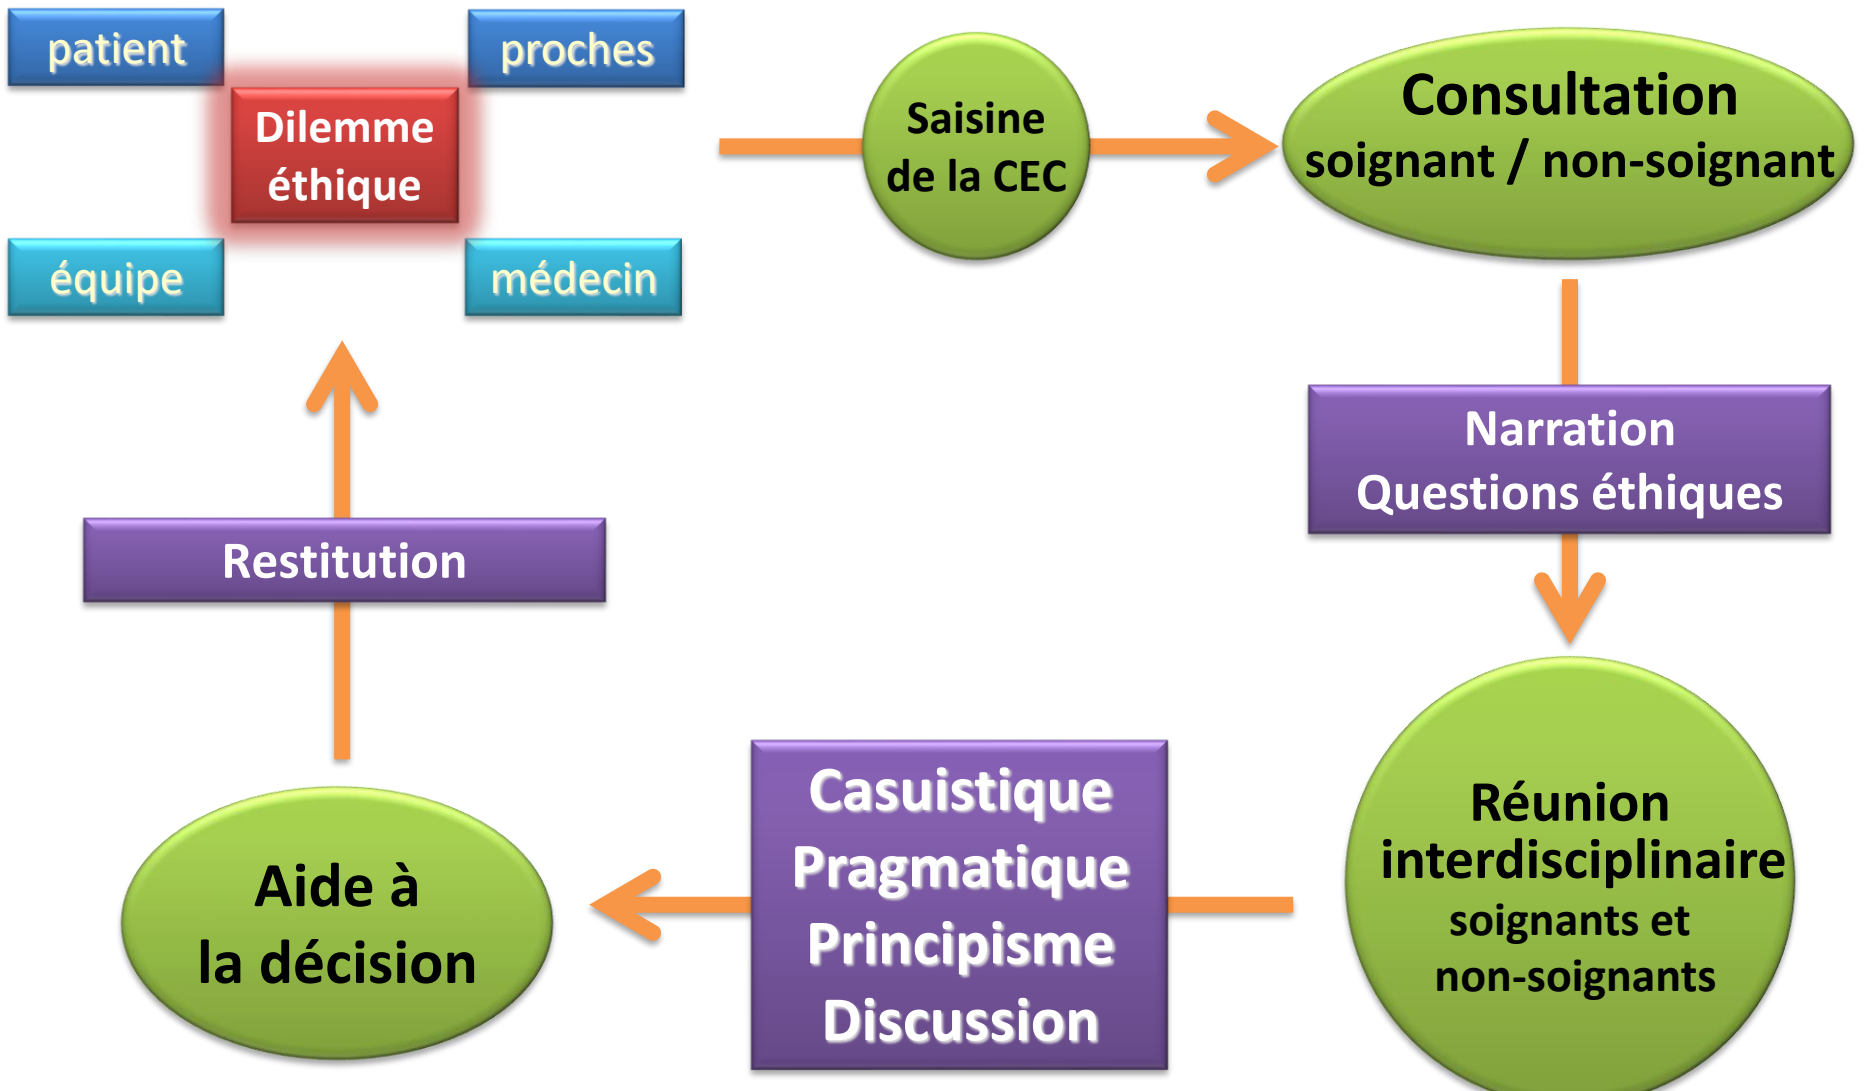 patient
proches
Dilemme
éthique
équipe
médecin
Saisine
de la CEC
Consultation
soignant / non-soignant
Narration
Questions éthiques
Réunion
interdisciplinaire
soignants et
non-soignants
Casuistique
Pragmatique
Principisme
Discussion
Aide à
la décision
Restitution